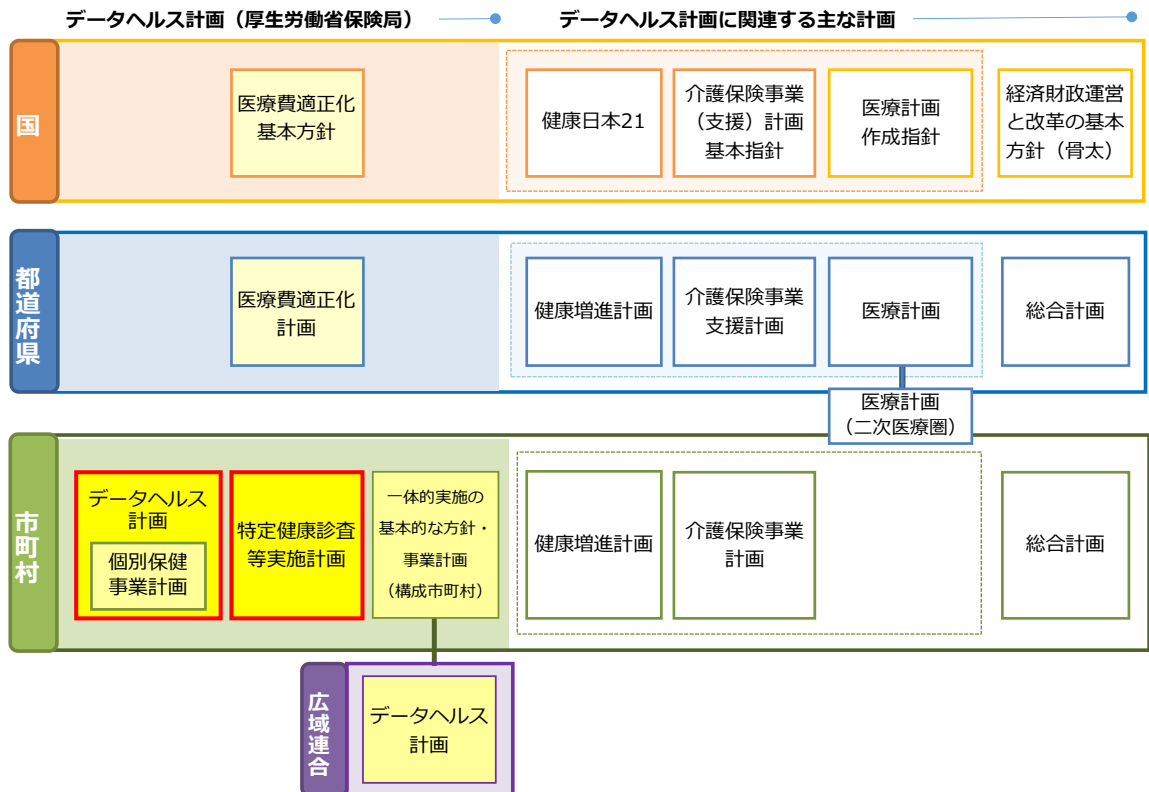 データヘルス計画（厚生労働省保険局）
データヘルス計画に関連する主な計画
国
医療費適正化
基本方針
健康日本21
介護保険事業
（支援）計画
基本指針
医療計画
作成指針
経済財政運営
と改革の基本
方針（骨太）
都道府県
医療費適正化
計画
健康増進計画
介護保険事業
支援計画
医療計画
総合計画
医療計画
（二次医療圏）
市町村
データヘルス
計画
個別保健
事業計画
特定健康診査
等実施計画
一体的実施の
基本的な方針・
事業計画
（構成市町村）
健康増進計画
介護保険事業
計画
総合計画
広域連合
データヘルス
計画